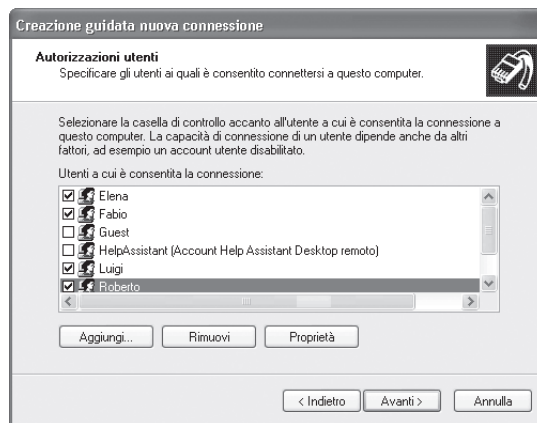 Creazione guidata nuova connessione
Autorizzazioni utenti
Specificare gli utenti ai quali è consentito connettersi a questo computer.
Selezionare la casella di controllo accanto all'utente a cui è consentita la connessione a
questo computer. La capacità di connessione di un utente dipende anche da altri
fattori, ad esempio un account utente disabilitato.
Utenti a cui è consentita la connessione:
Elena
Fabio
Guest
HelpAssistant (Account Help Assistant Desktop remoto)
Luigi
Roberto
Aggiungi...
Rimuovi
Proprietà
< Indietro
Avanti >
Annulla